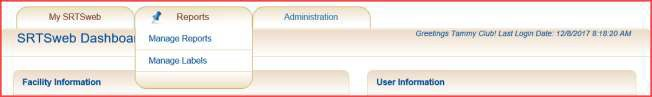 My SRTSweb
Reports
Administration
SRTSweb Dashboa
Manage Reports
Greetings Tammy Club! Last Login Date: 12/8/2017 8:18:20 AM
Manage Labels
Facility Information
User Information